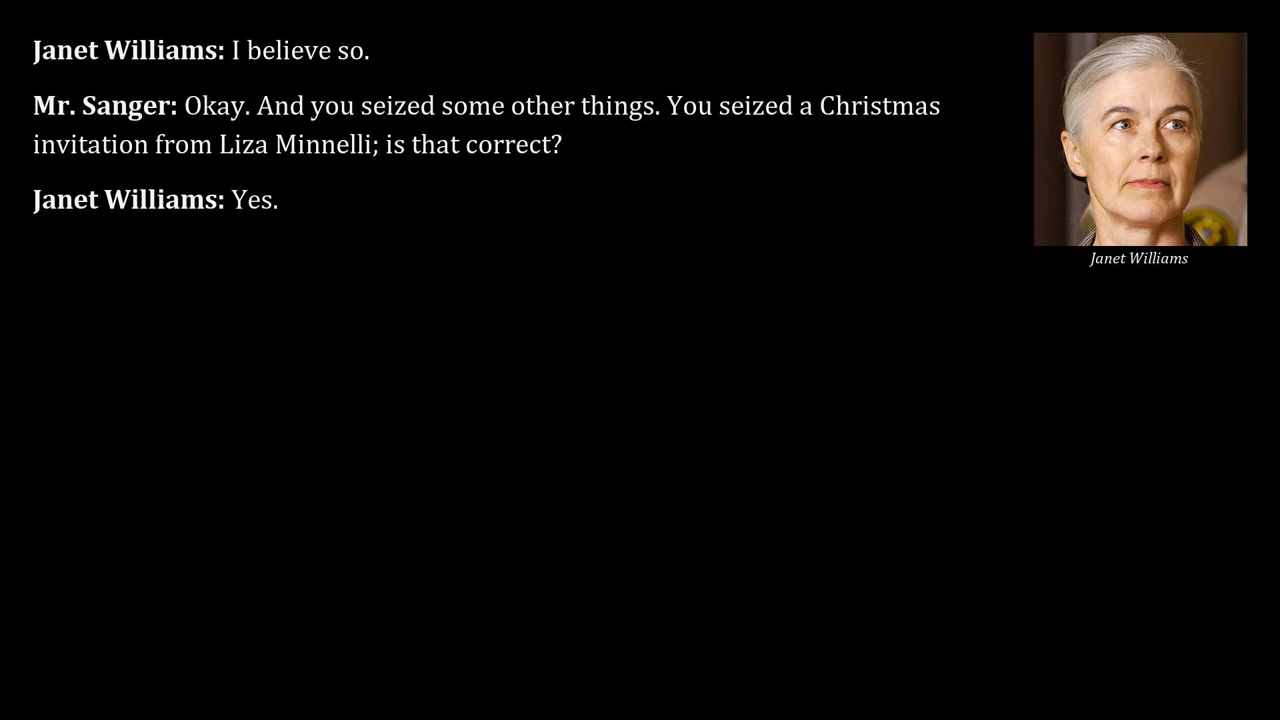 Janet Williams: I believe so.
Mr. Sanger: Okay. And you seized some other things. You seized a Christmas
invitation from Liza Minnelli; is that correct?
Janet Williams: Yes.
Janet Williams